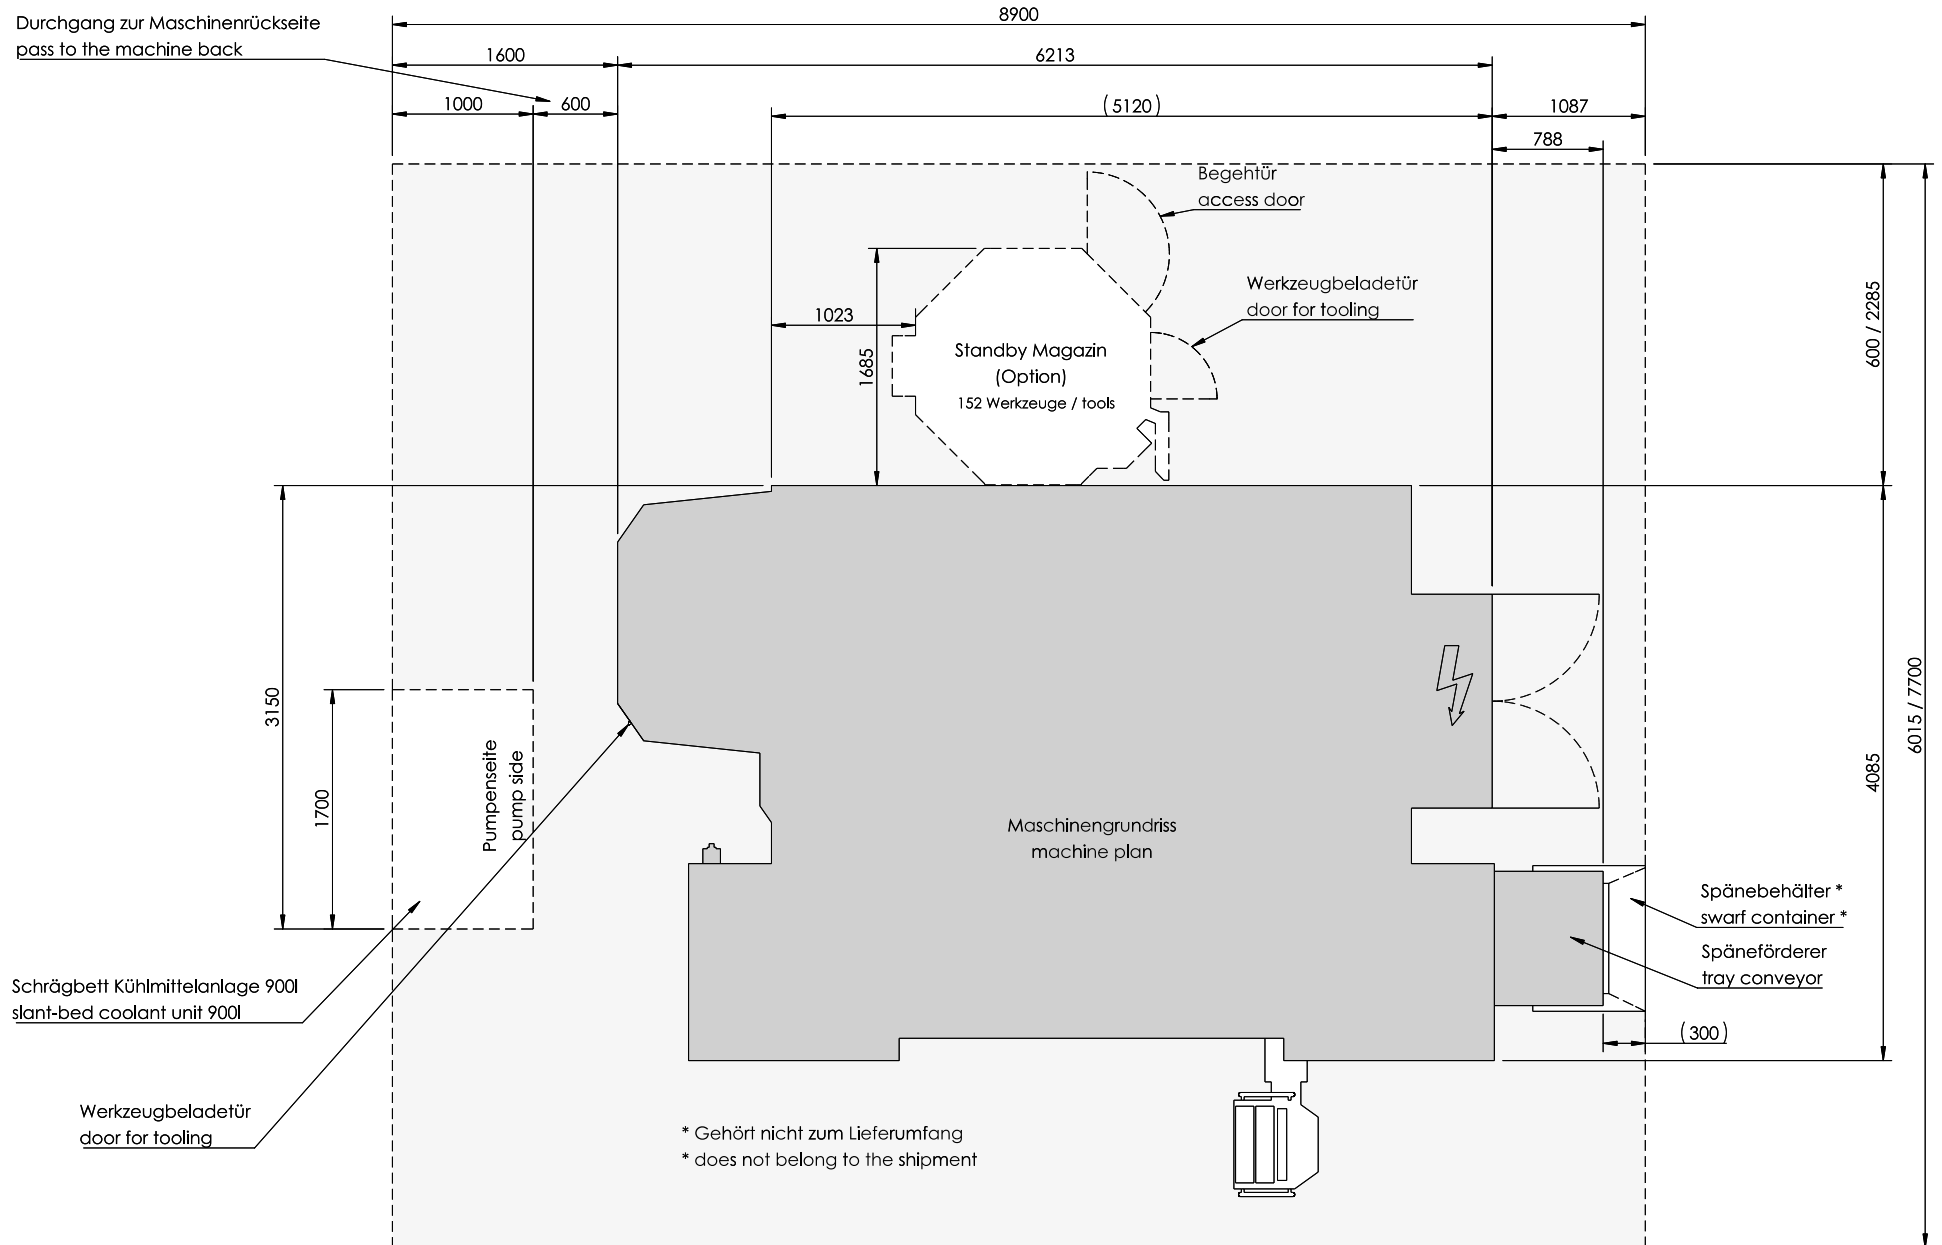 Durchgang zur Maschinenrückseite
pass to the machine back
8900
1600
6213
1000
600
(5120)
1087
788
Begehtür
access door
Werkzeugbeladetür
door for tooling
1023
1685
Standby Magazin
(Option)
152 Werkzeuge / tools
600 / 2285
3150
1700
Pumpenseite
pump side
Maschinengrundriss
machine plan
4085
6015 / 7700
Spänebehälter *
swarf container *
Späneförderer
tray conveyor
(300)
Schrägbett Kühlmittelanlage 900l
slant-bed coolant unit 900l
Werkzeugbeladetür
door for tooling
* Gehört nicht zum Lieferumfang
* does not belong to the shipment